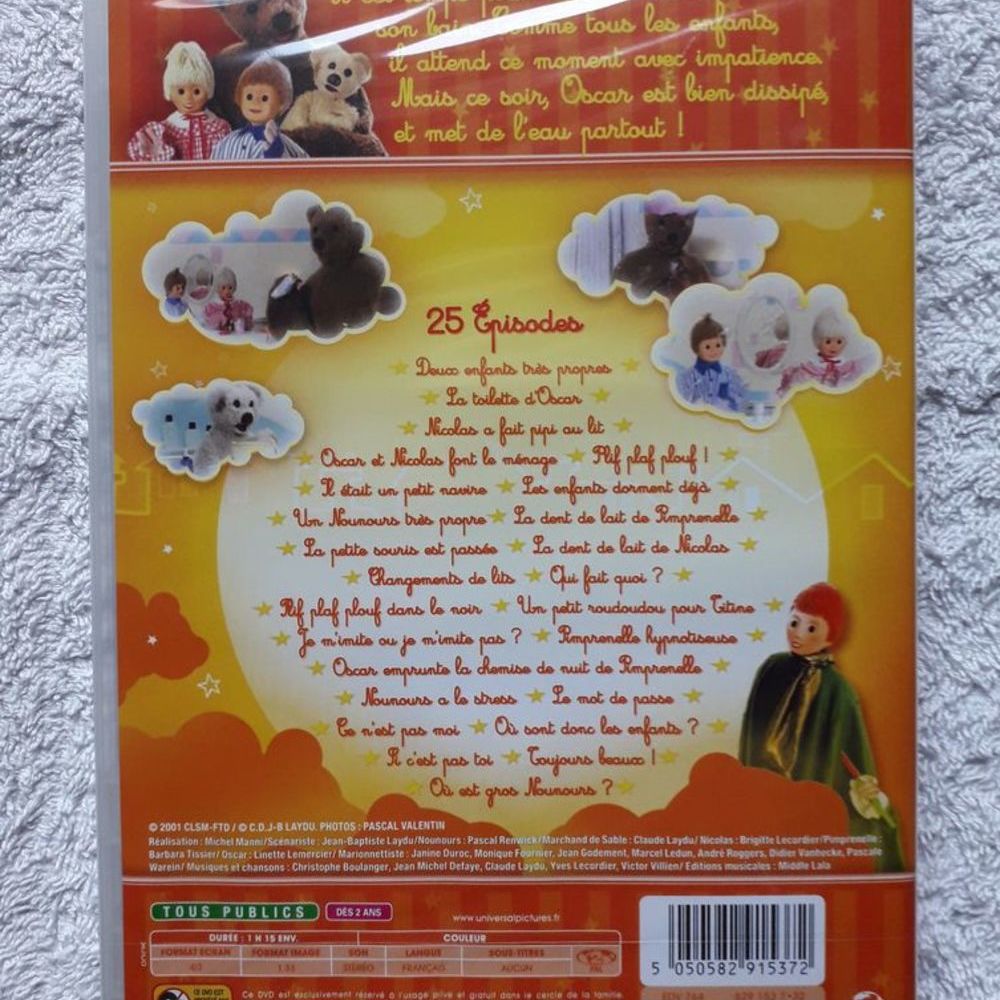 son bain. Comme tous les enfants,
il attend ce moment avec impatience.
Mais ce soir, Oscar est bien dissipé,
et met de l'eau partout !
25 Épisodes
Deux enfants très propres
La toilette d'Oscar
Nicolas a fait pipi au lit
Oscar et Nicolas font le ménage ★ Plif plaf plouf !
Il était un petit navire ★ Les enfants dorment déjà
Un Nounours très propre ★ La dent de lait de Pimprenelle
La petite souris est passée ★ La dent de lait de Nicolas
Changements de lits ★ Qui fait quoi ?
Plif plaf plouf dans le noir ★ Un petit roudoudou pour Titine
Je m'imite ou je m'imite pas ? ★ Pimprenelle hypnotiseuse
Oscar emprunte la chemise de nuit de Pimprenelle
Nounours a le stress ★ Le mot de passe
Ce n'est pas moi ★ Où sont donc les enfants ?
Si c'est pas toi ★ Toujours beaux !
Où est gros Nounours ?
© 2001 CLSM-FTD / © C.D.J-B LAYDU. PHOTOS : PASCAL VALENTIN
Réalisation : Michel Manni/Scénariste : Jean-Baptiste Laydu/Nounours : Pascal Renwick/Marchand de Sable : Claude Laydu/ Nicolas : Brigitte Lecordier/Pimprenelle :
Barbara Tissier/ Oscar : Linette Lemercier/ Marionnettiste : Janine Duroc, Monique Fournier, Jean Godement, Marcel Ledun, André Roggers, Didier Vanhecke, Pascale
Warein/ Musiques et chansons : Christophe Boulanger, Jean Michel Defaye, Claude Laydu, Yves Lecordier, Victor Villien/ Editions musicales : Middle Lala
TOUS PUBLICS DÈS 2 ANS www.universalpictures.fr
DURÉE : 1 H 15 ENV. COULEUR
FORMAT ECRAN FORMAT IMAGE SON LANGUE SOUS-TITRES
4/3 1.33 STÉRÉO FRANÇAIS AUCUN PAL
5 050582 915372
Ce DVD est exclusivement réservé à l'usage privé et gratuit dans le cercle de la famille.